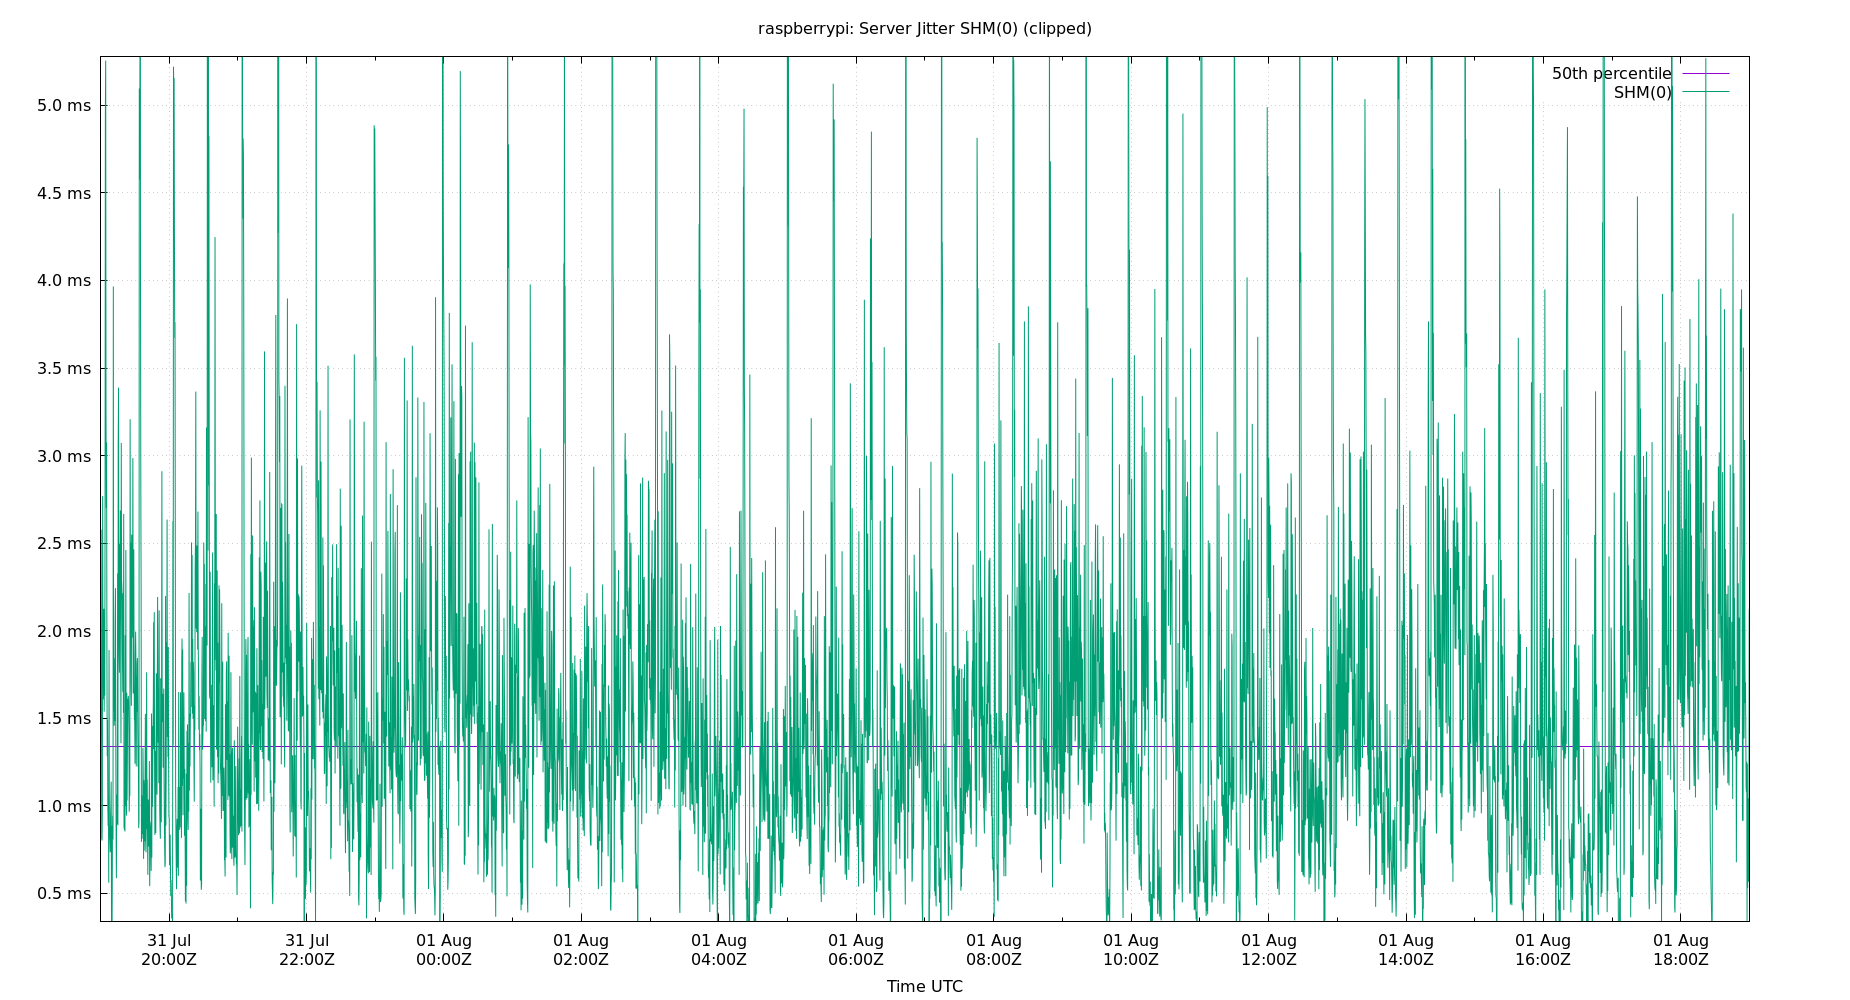 raspberrypi: Server Jitter SHM(0) (clipped)
50th percentile
SHM(0)
5.0 ms
4.5 ms
4.0 ms
3.5 ms
3.0 ms
2.5 ms
2.0 ms
1.5 ms
1.0 ms
0.5 ms
31 Jul 31 Jul 01 Aug 01 Aug 01 Aug 01 Aug 01 Aug 01 Aug 01 Aug 01 Aug 01 Aug 01 Aug
20:00Z 22:00Z 00:00Z 02:00Z 04:00Z 06:00Z 08:00Z 10:00Z 12:00Z 14:00Z 16:00Z 18:00Z
Time UTC